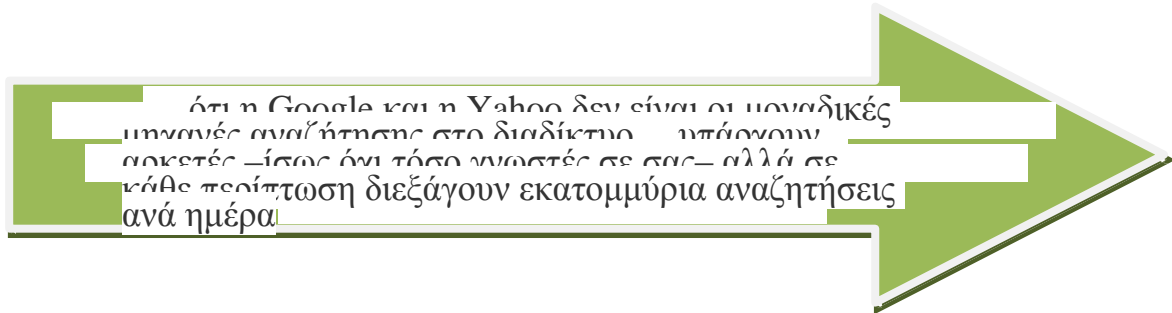 ότι η Google και η Yahoo δεν είναι οι μοναδικές
μηχανές αναζήτησης στο διαδίκτυο... υπάρχουν
αρκετές –ίσως όχι τόσο γνωστές σε σας– αλλά σε
κάθε περίπτωση διεξάγουν εκατομμύρια αναζητήσεις
ανά ημέρα